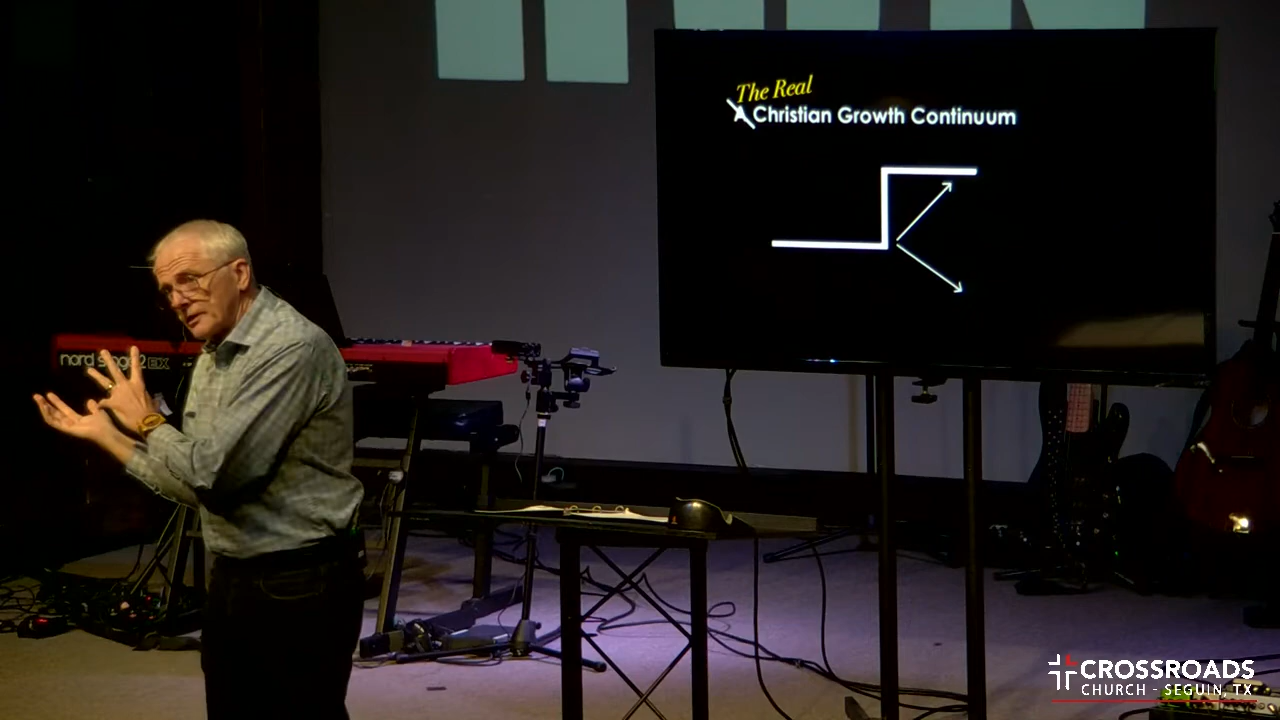 The Real
A Christian Growth Continuum
nord stage 2 EX
CROSSROADS
CHURCH - SEGUIN, TX